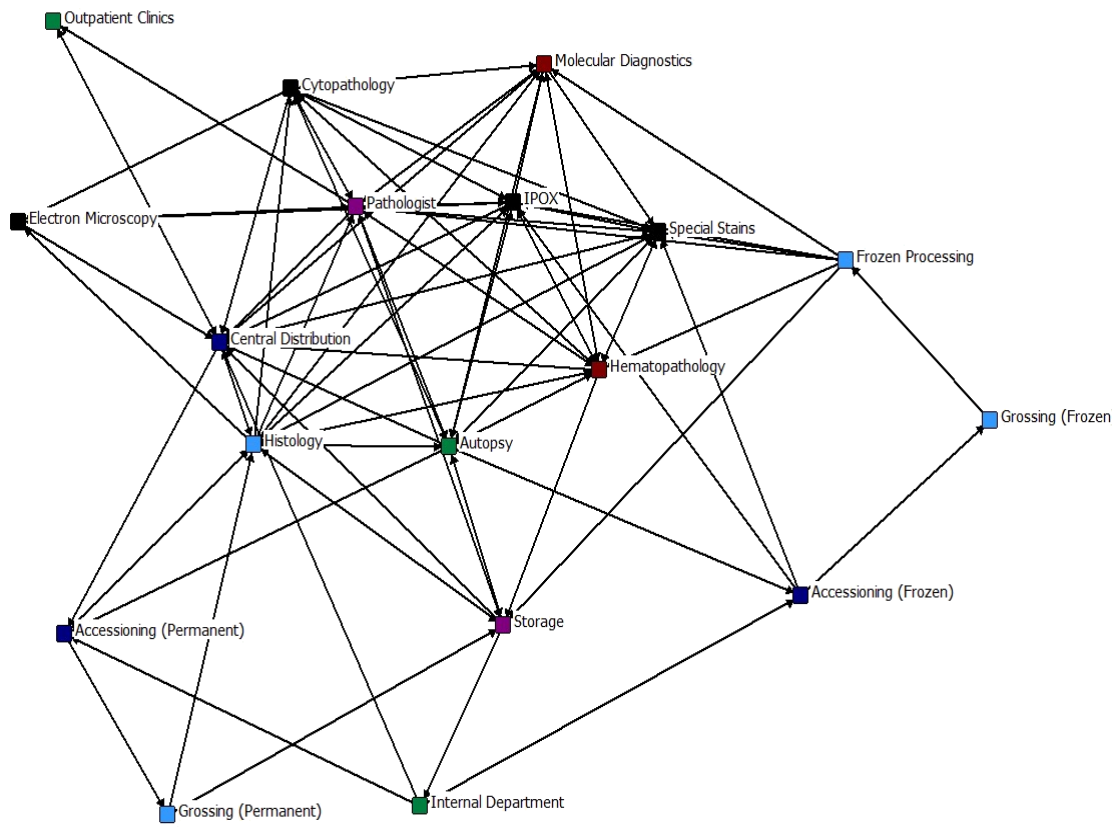 Outpatient Clinics
Molecular Diagnostics
Cytopathology
Pathologist
IPOX
Electron Microscopy
Special Stains
Frozen Processing
Central Distribution
Hematopathology
Grossing (Frozen
Histology
Autopsy
Accessioning (Frozen)
Storage
Accessioning (Permanent)
Internal Department
Grossing (Permanent)